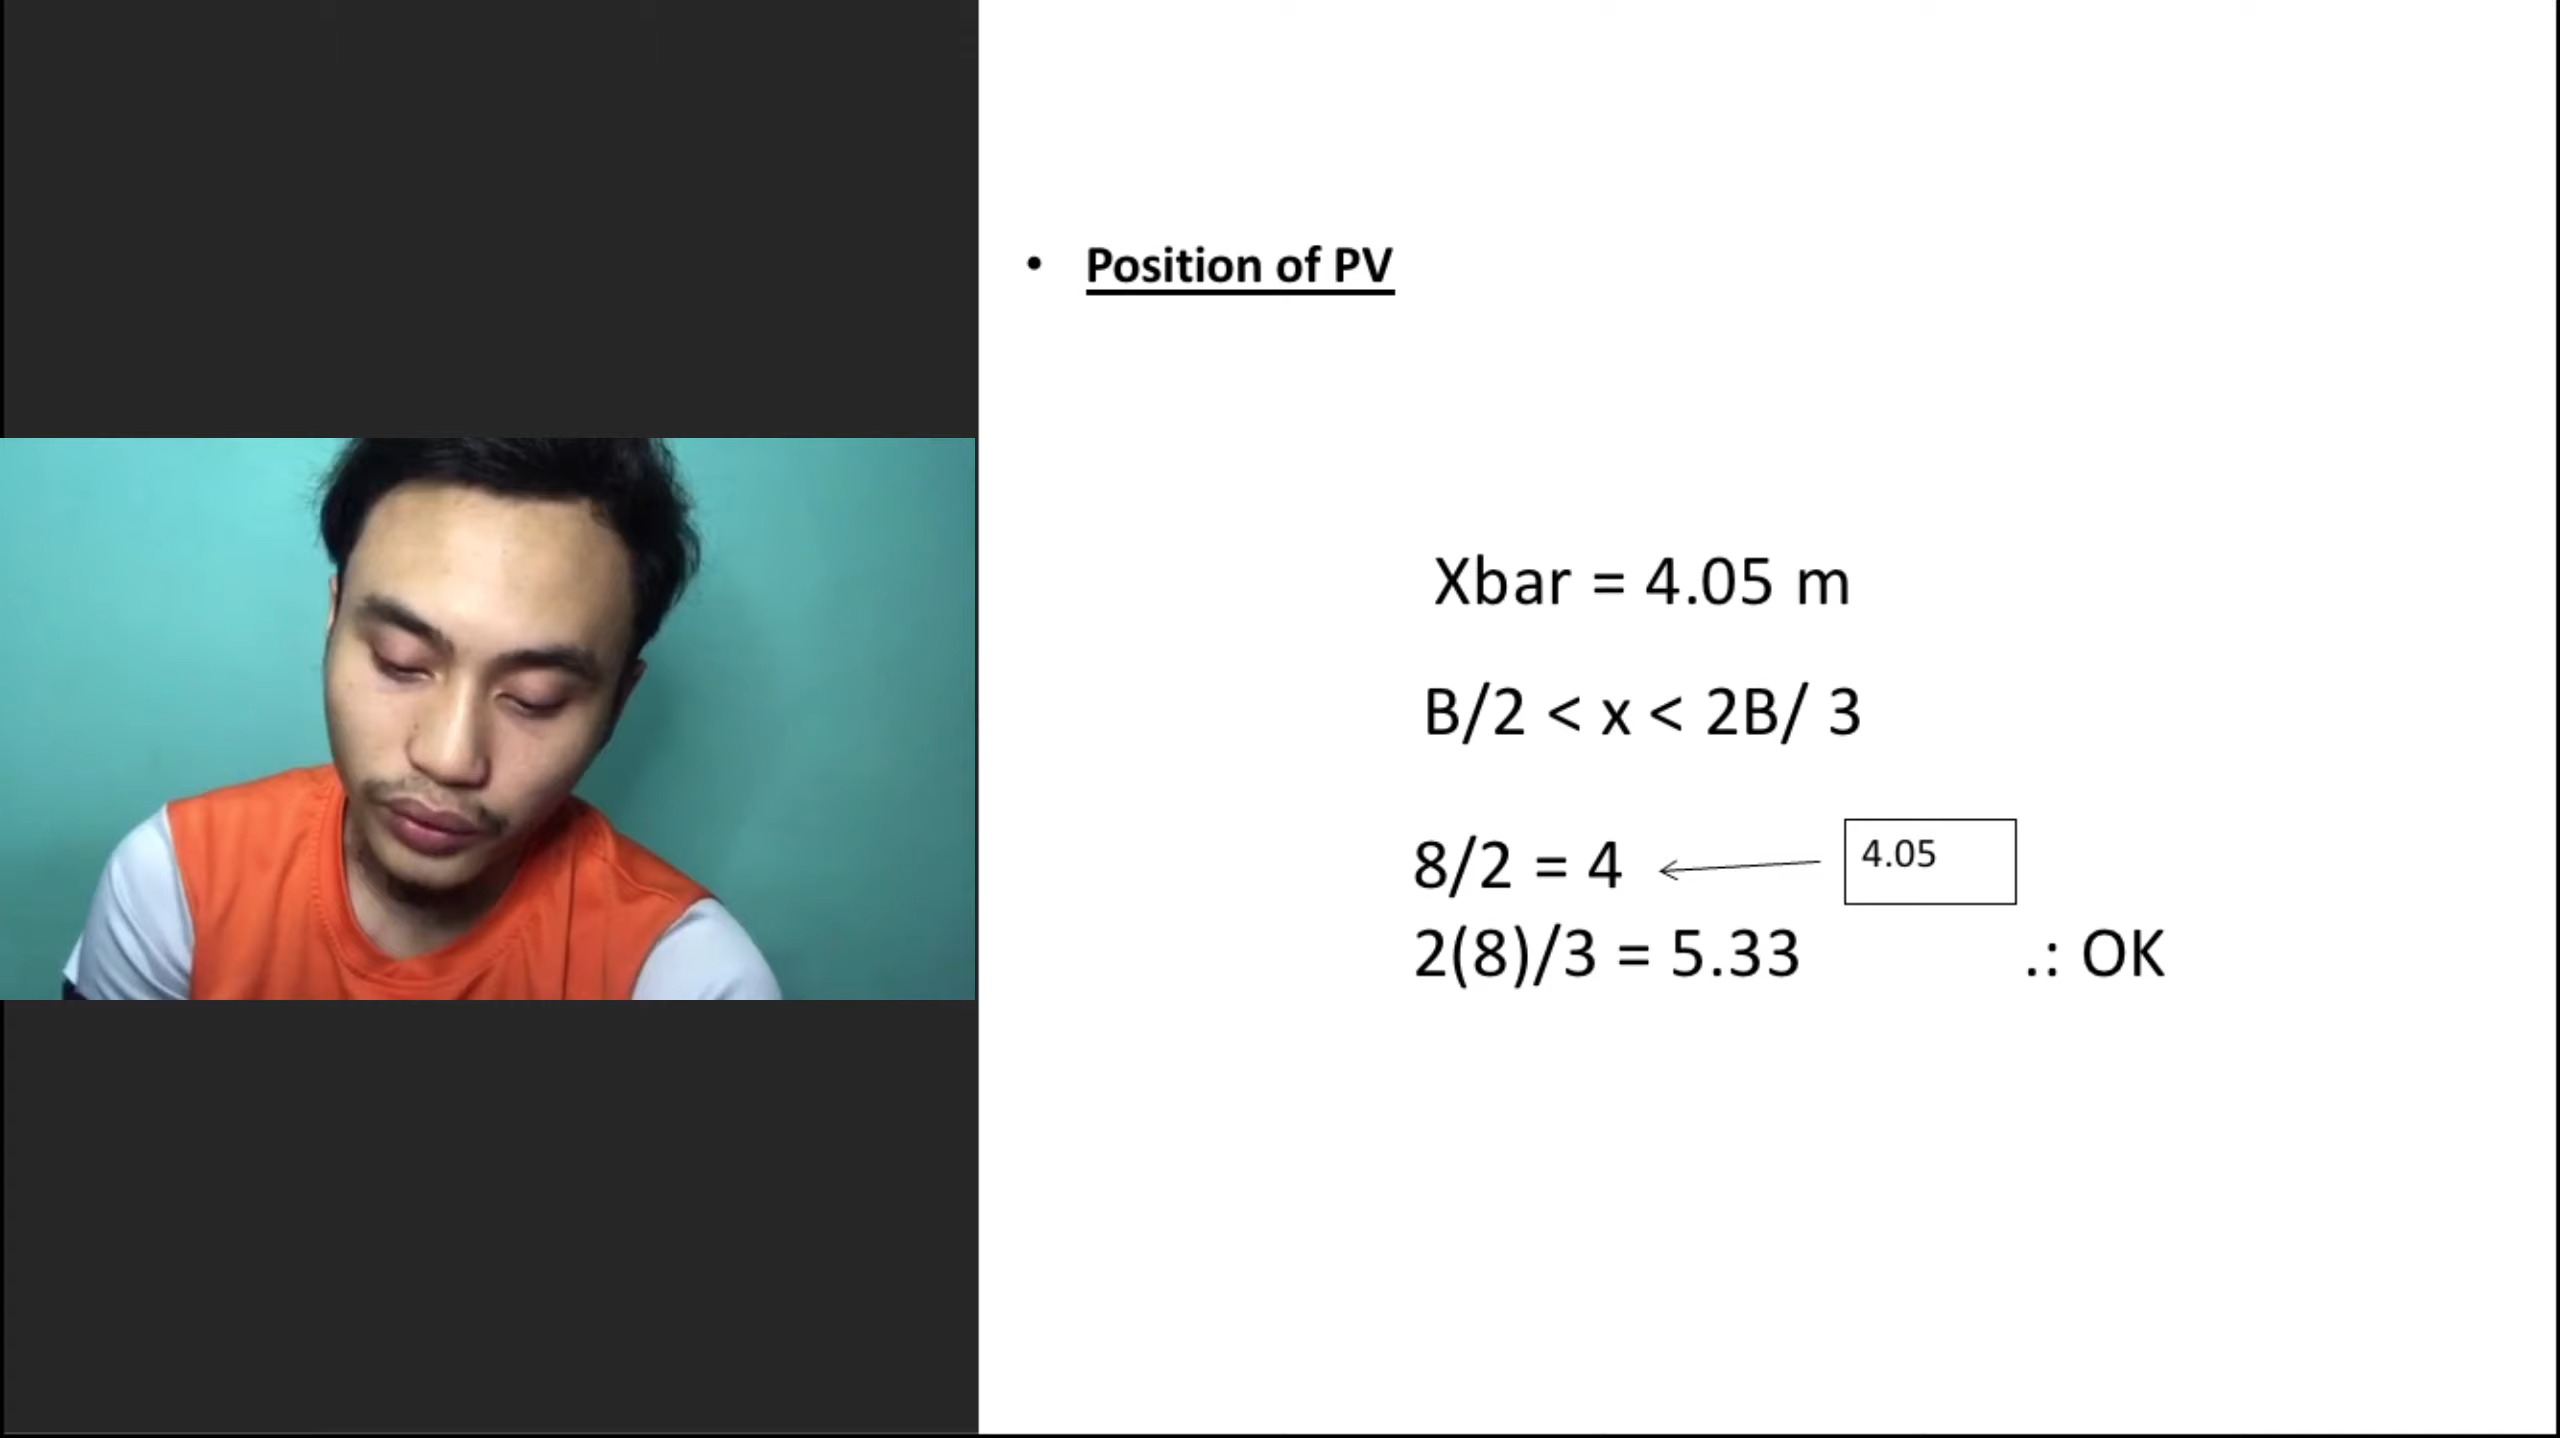 • Position of PV
Xbar = 4.05 m
B/2 < x < 2B/ 3
8/2 = 4
4.05
2(8)/3 = 5.33
.: OK